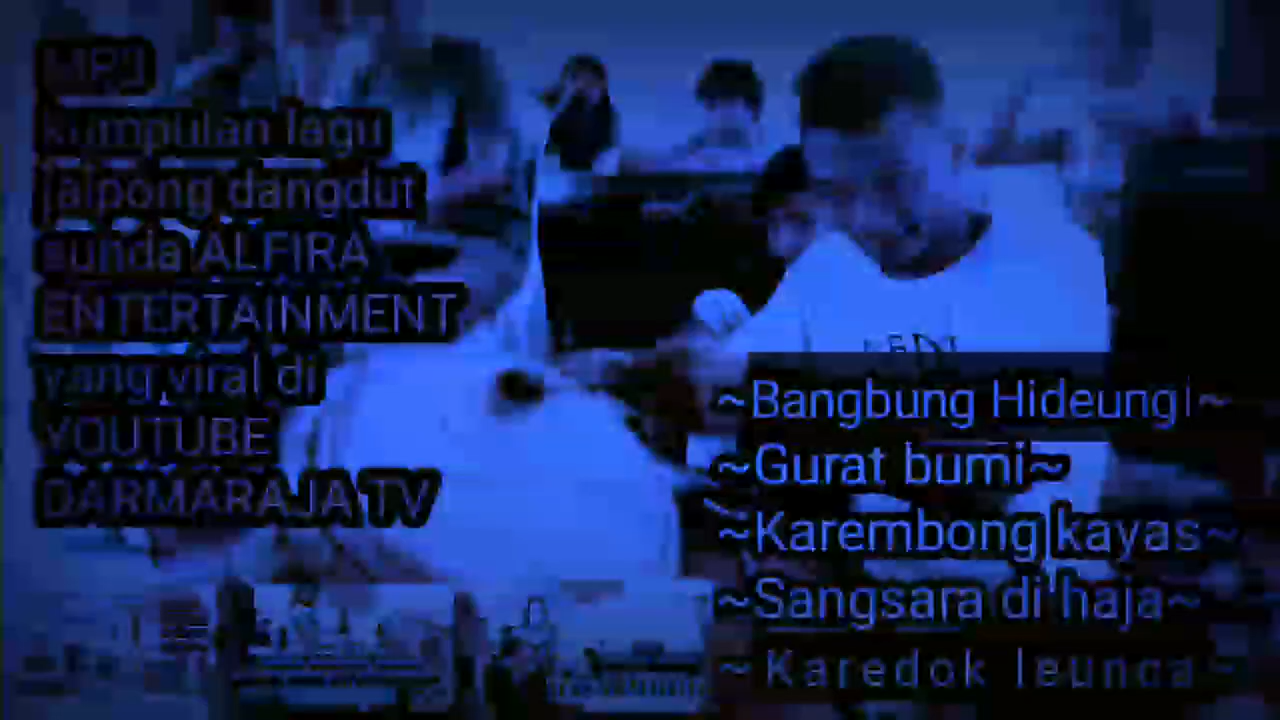 MP3
kumpulan lagu
jaipong dangdut
sunda ALFIRA
ENTERTAINMENT
yang viral di
YOUTUBE
DARMARAJA TV
~Bangbung Hideung~
~Gurat bumi~
~Karembong kayas~
~Sangsara di haja~
~Karedok leunca~